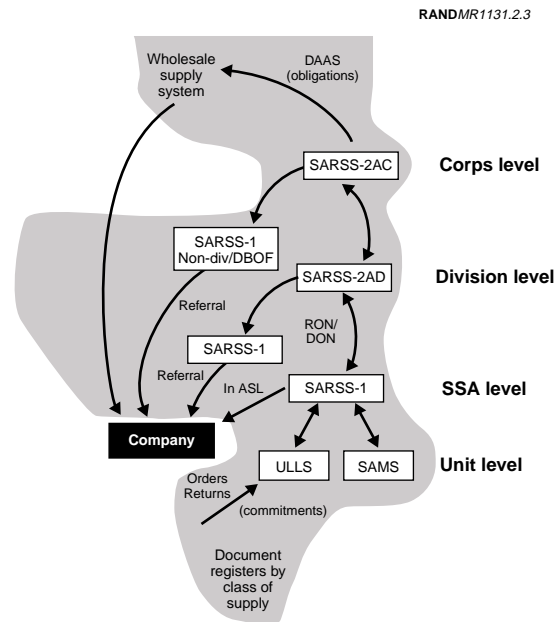 RANDMR1131.2.3
Wholesale
supply
system
DAAS
(obligations)
SARSS-2AC
Corps level
SARSS-1
Non-div/DBOF
SARSS-2AD
Division level
Referral
RON/
DON
SARSS-1
Referral
In ASL
SARSS-1
SSA level
Company
ULLS
SAMS
Unit level
Orders
Returns
(commitments)
Document
registers by
class of
supply